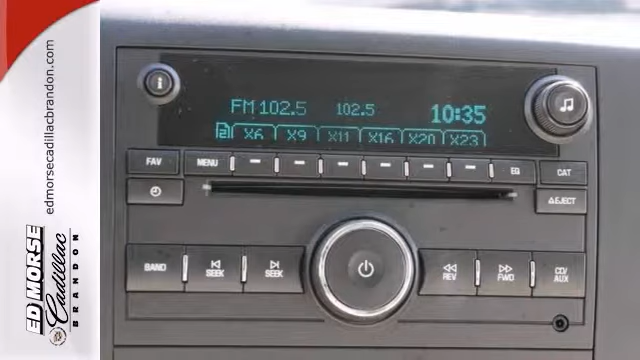 edmorsecadillacbrandon.com
ED MORSE
Cadillac
BRANDON
FM 102.5 102.5 10:35
2 X6 X9 X11 X16 X20 X23
FAV MENU EQ CAT
EJECT
BAND SEEK SEEK REV FWD CD/AUX